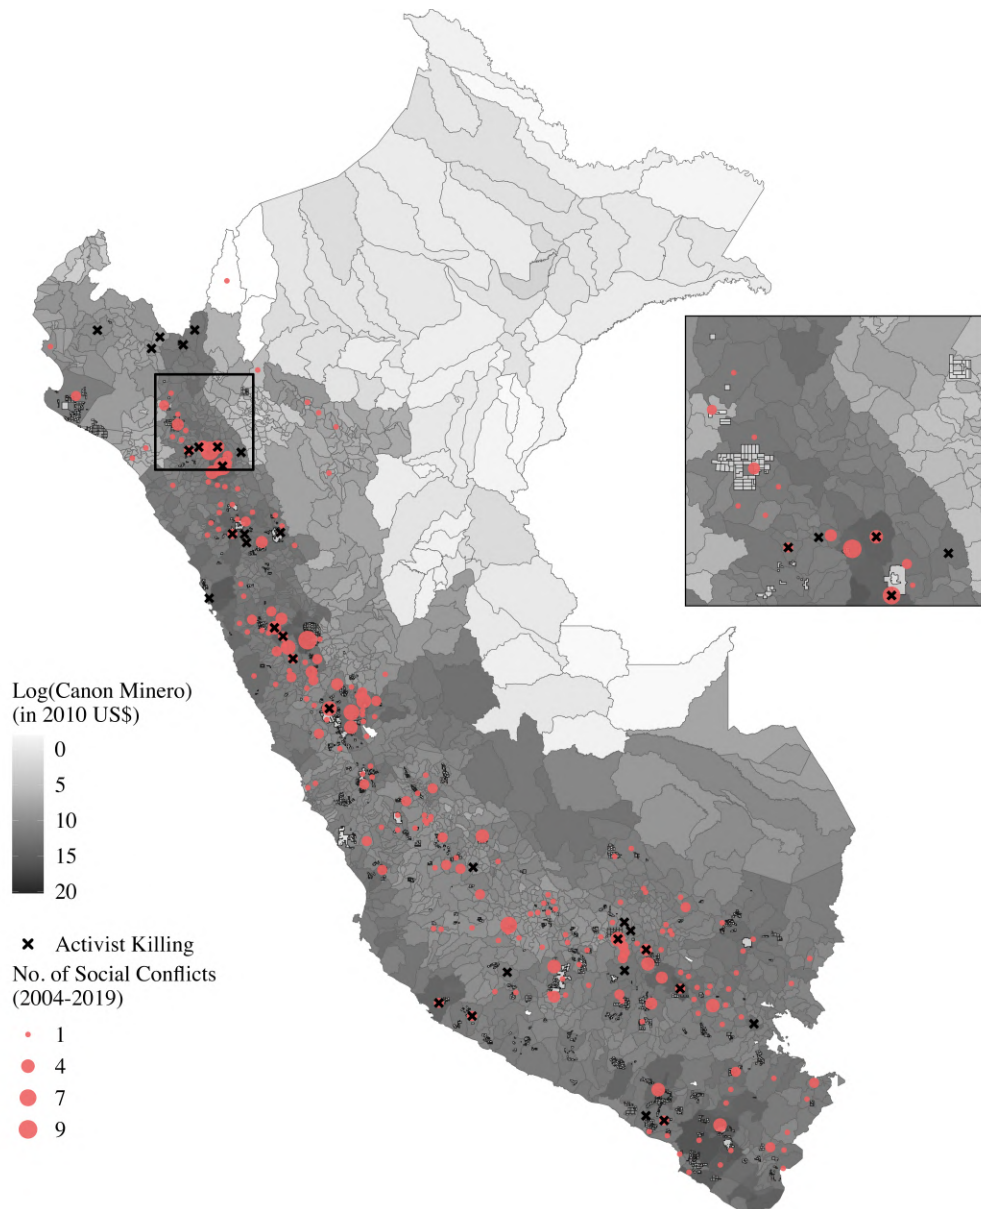 Log(Canon Minero)
(in 2010 US$)
0
5
10
15
20
Activist Killing
No. of Social Conflicts
(2004-2019)
1
4
7
9